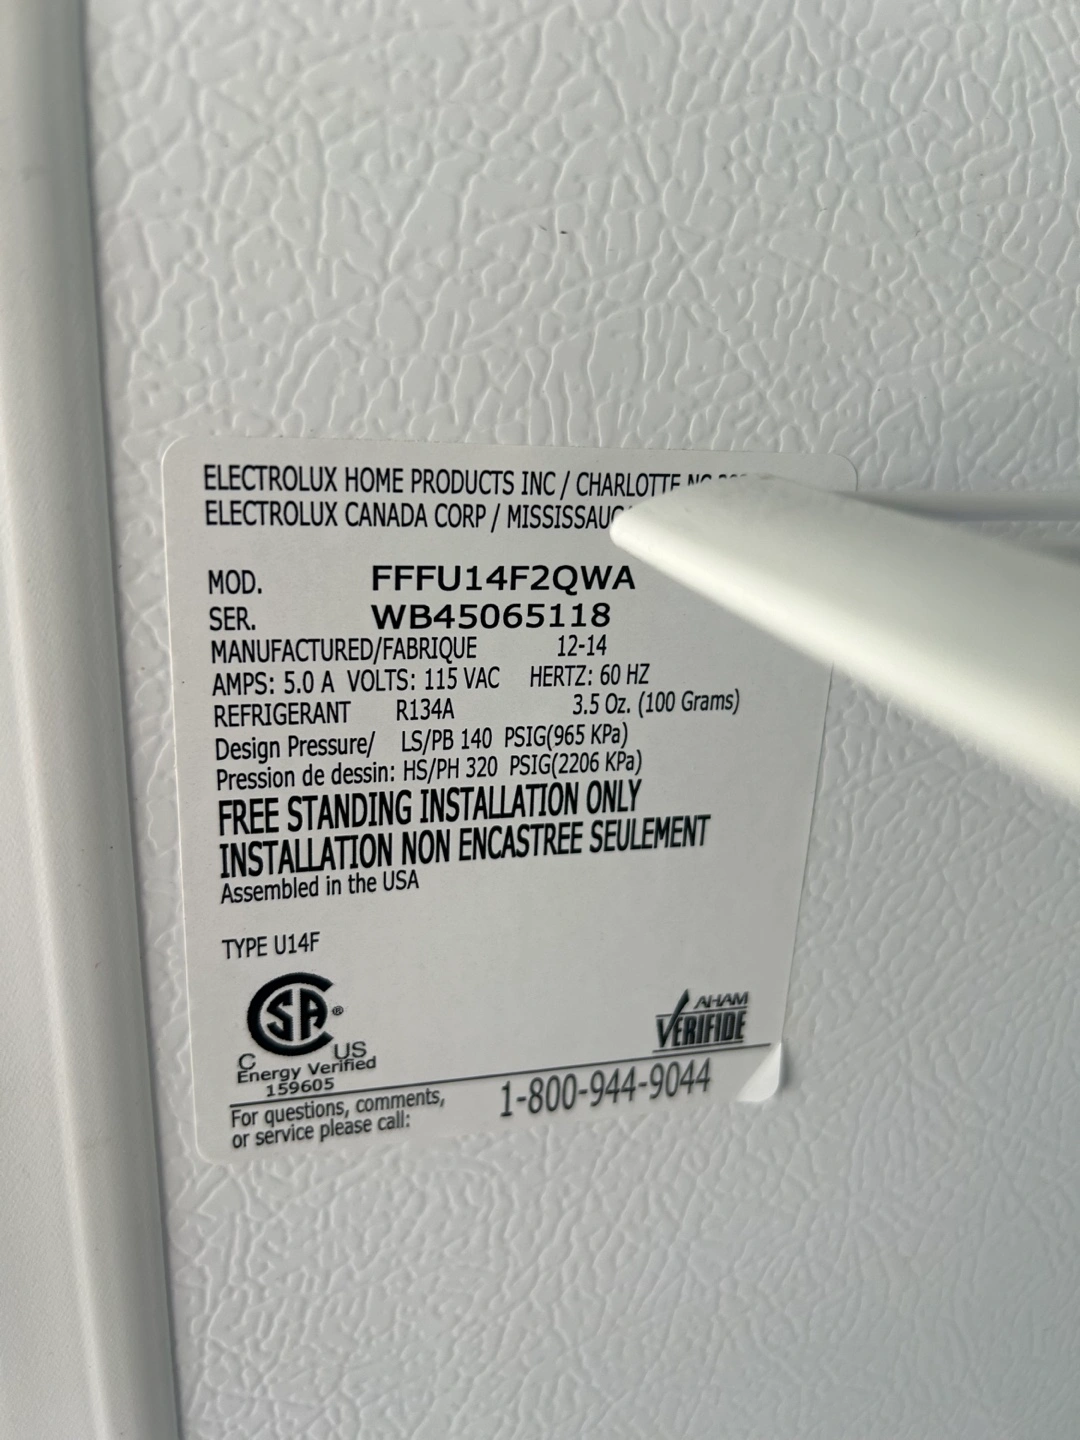 ELECTROLUX HOME PRODUCTS INC / CHARLOTTE NC
ELECTROLUX CANADA CORP /
MOD. FFFU14F2QWA
SER. WB45065118
MANUFACTURED/FABRIQUE 12-14
AMPS: 5.0 A VOLTS: 115 VAC HERTZ: 60 HZ
REFRIGERANT R134A 3.5 Oz. (100 Grams)
Design Pressure/ LS/PB 140 PSIG(965 KPa)
Pression de dessin: HS/PH 320 PSIG(2206 KPa)
FREE STANDING INSTALLATION ONLY
INSTALLATION NON ENCASTREE SEULEMENT
Assembled in the USA
TYPE U14F
CSA®
C US
Energy Verified
159605
AHAM
VERIFIDE
For questions, comments,
or service please call:
1-800-944-9044